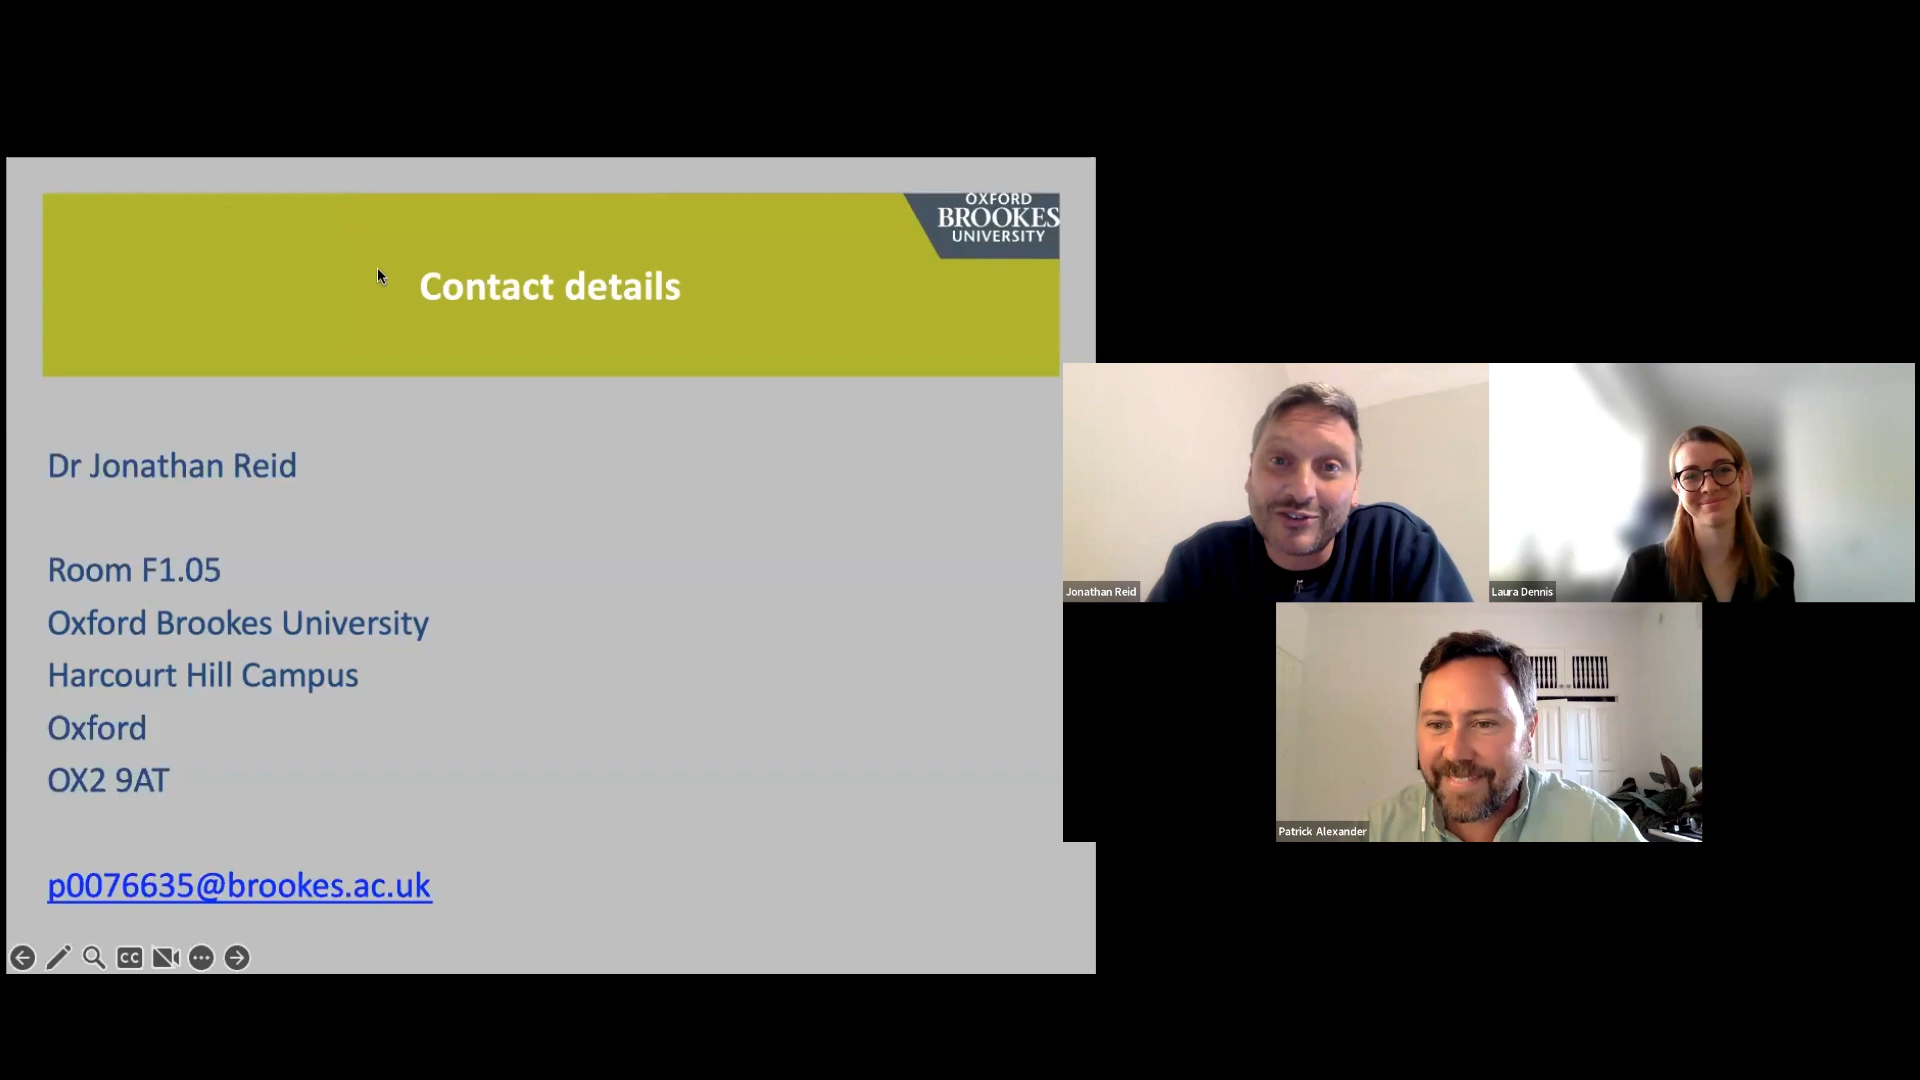 OXFORD
BROOKES
UNIVERSITY
Contact details
Dr Jonathan Reid
Room F1.05
Oxford Brookes University
Harcourt Hill Campus
Oxford
OX2 9AT
p0076635@brookes.ac.uk
CC
Jonathan Reid
Laura Dennis
Patrick Alexander